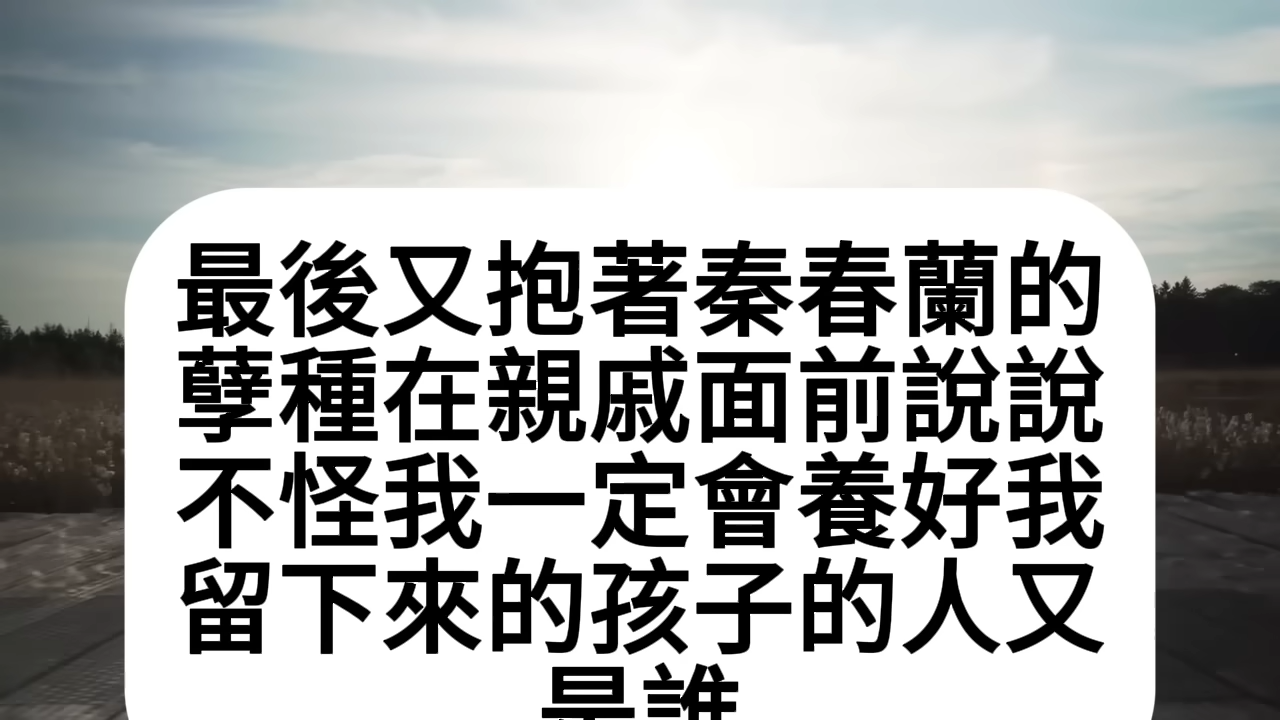 最後又抱著秦春蘭的
孽種在親戚面前說說
不怪我一定會養好我
留下來的孩子的人又
是誰